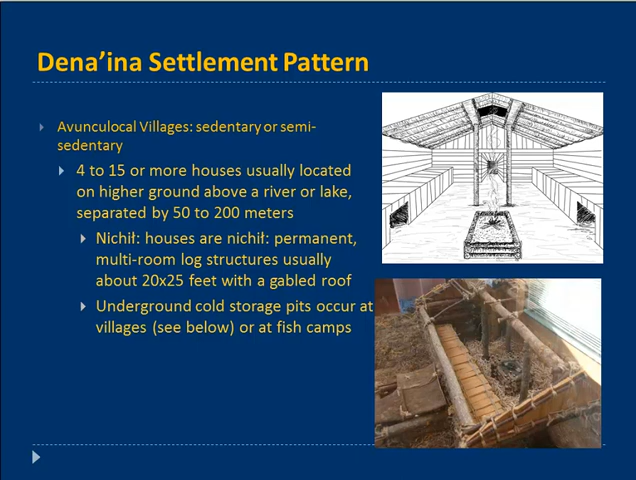 Dena’ina Settlement Pattern
Avunculocal Villages: sedentary or semi-
sedentary
4 to 15 or more houses usually located
on higher ground above a river or lake,
separated by 50 to 200 meters
Nichił: houses are nichił: permanent,
multi-room log structures usually
about 20x25 feet with a gabled roof
Underground cold storage pits occur at
villages (see below) or at fish camps